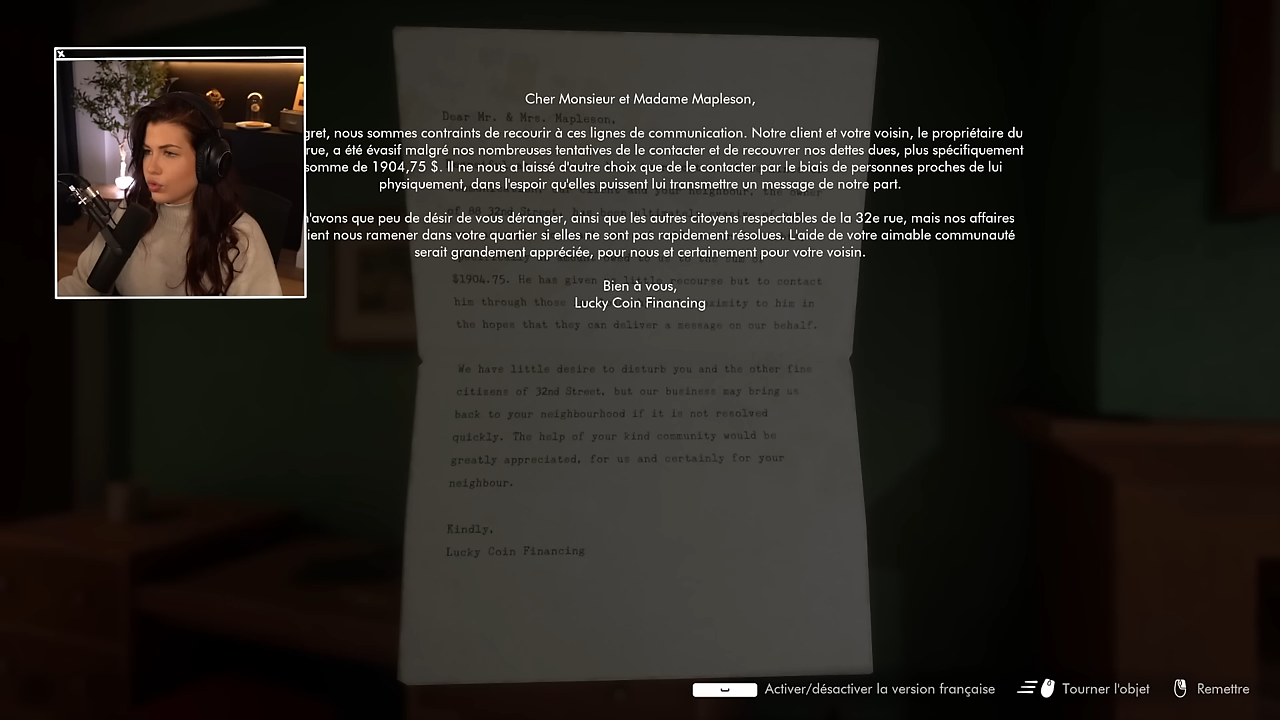 x
Cher Monsieur et Madame Mapleson,
Dear Mr. & Mrs. Mapleson,
gret, nous sommes contraints de recourir à ces lignes de communication. Notre client et votre voisin, le propriétaire du
rue, a été évasif malgré nos nombreuses tentatives de le contacter et de recouvrer nos dettes dues, plus spécifiquement
somme de 1904,75 $. Il ne nous a laissé d'autre choix que de le contacter par le biais de personnes proches de lui
physiquement, dans l'espoir qu'elles puissent lui transmettre un message de notre part.
n'avons que peu de désir de vous déranger, ainsi que les autres citoyens respectables de la 32e rue, mais nos affaires
ient nous ramener dans votre quartier si elles ne sont pas rapidement résolues. L'aide de votre aimable communauté
serait grandement appréciée, pour nous et certainement pour votre voisin.
Bien à vous,
Lucky Coin Financing
$1904.75. He has given no little recourse but to contact
him through those proximity to him in
the hopes that they can deliver a message on our behalf.
We have little desire to disturb you and the other fine
citizens of 32nd Street, but our business may bring us
back to your neighbourhood if it is not resolved
quickly. The help of your kind community would be
greatly appreciated, for us and certainly for your
neighbour.
Kindly,
Lucky Coin Financing
Activer/désactiver la version française
Tourner l'objet
Remettre